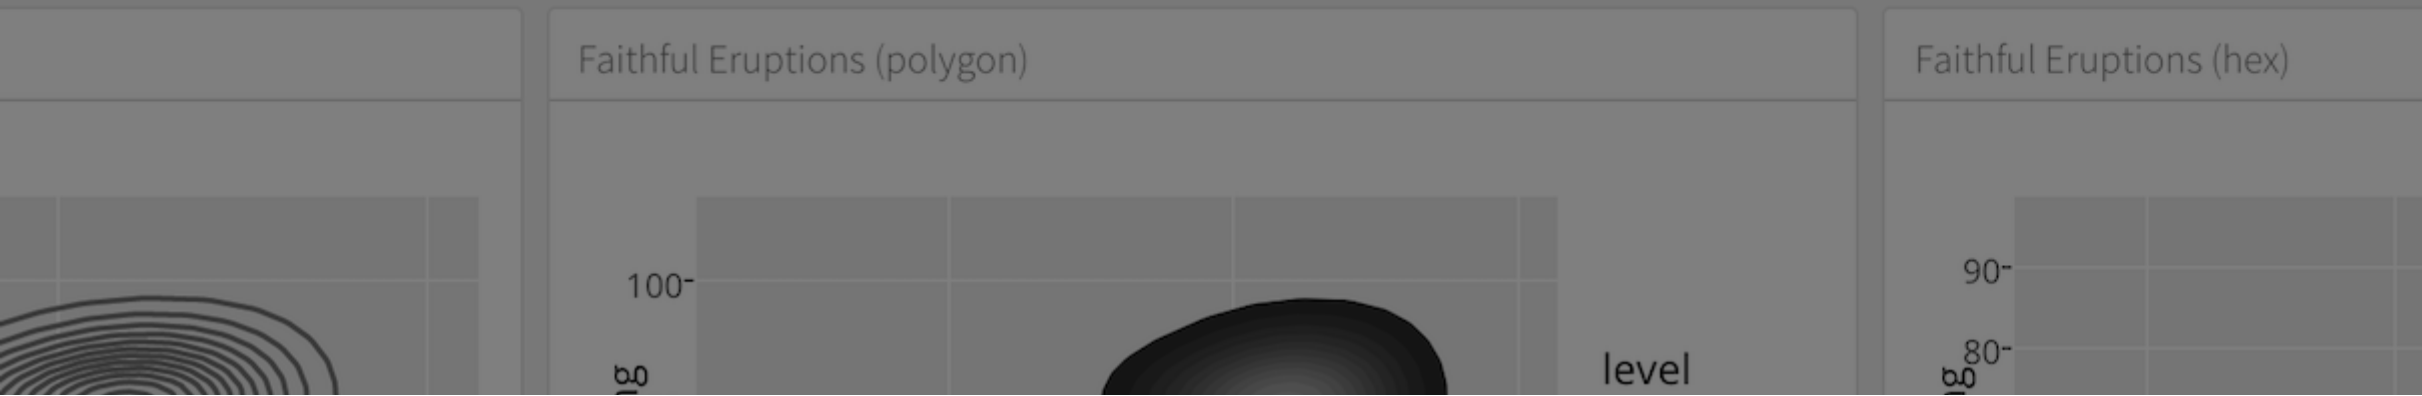 Faithful Eruptions (polygon)
Faithful Eruptions (hex)
100
level
90
80